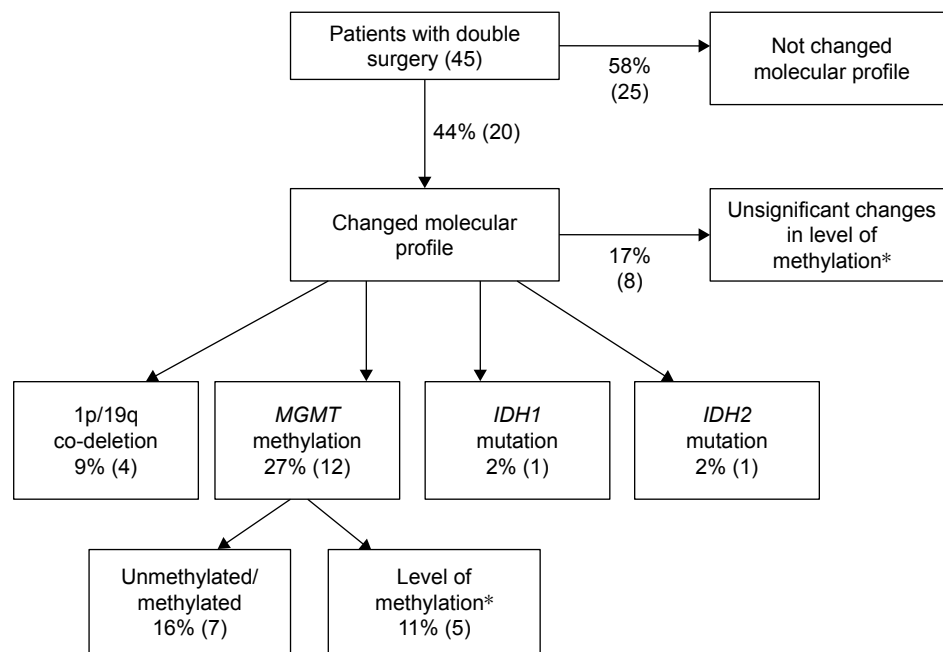 Patients with double
surgery (45)
58%
(25)
Not changed
molecular profile
44% (20)
Changed molecular
profile
17%
(8)
Unsignificant changes
in level of
methylation*
1p/19q
co-deletion
9% (4)
MGMT
methylation
27% (12)
IDH1
mutation
2% (1)
IDH2
mutation
2% (1)
Unmethylated/
methylated
16% (7)
Level of
methylation*
11% (5)